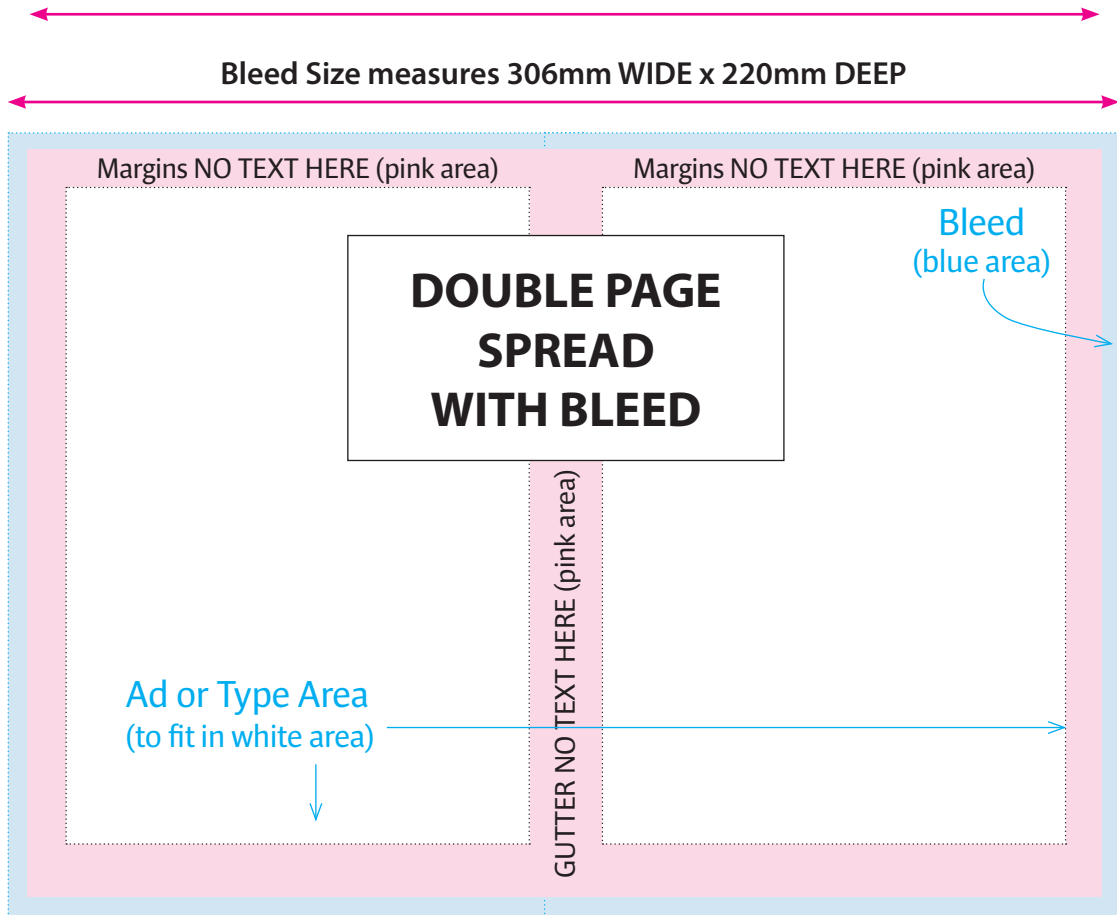 Bleed Size measures 306mm WIDE x 220mm DEEP
Margins NO TEXT HERE (pink area)
Margins NO TEXT HERE (pink area)
Bleed
(blue area)
DOUBLE PAGE
SPREAD
WITH BLEED
GUTTER NO TEXT HERE (pink area)
Ad or Type Area
(to fit in white area)